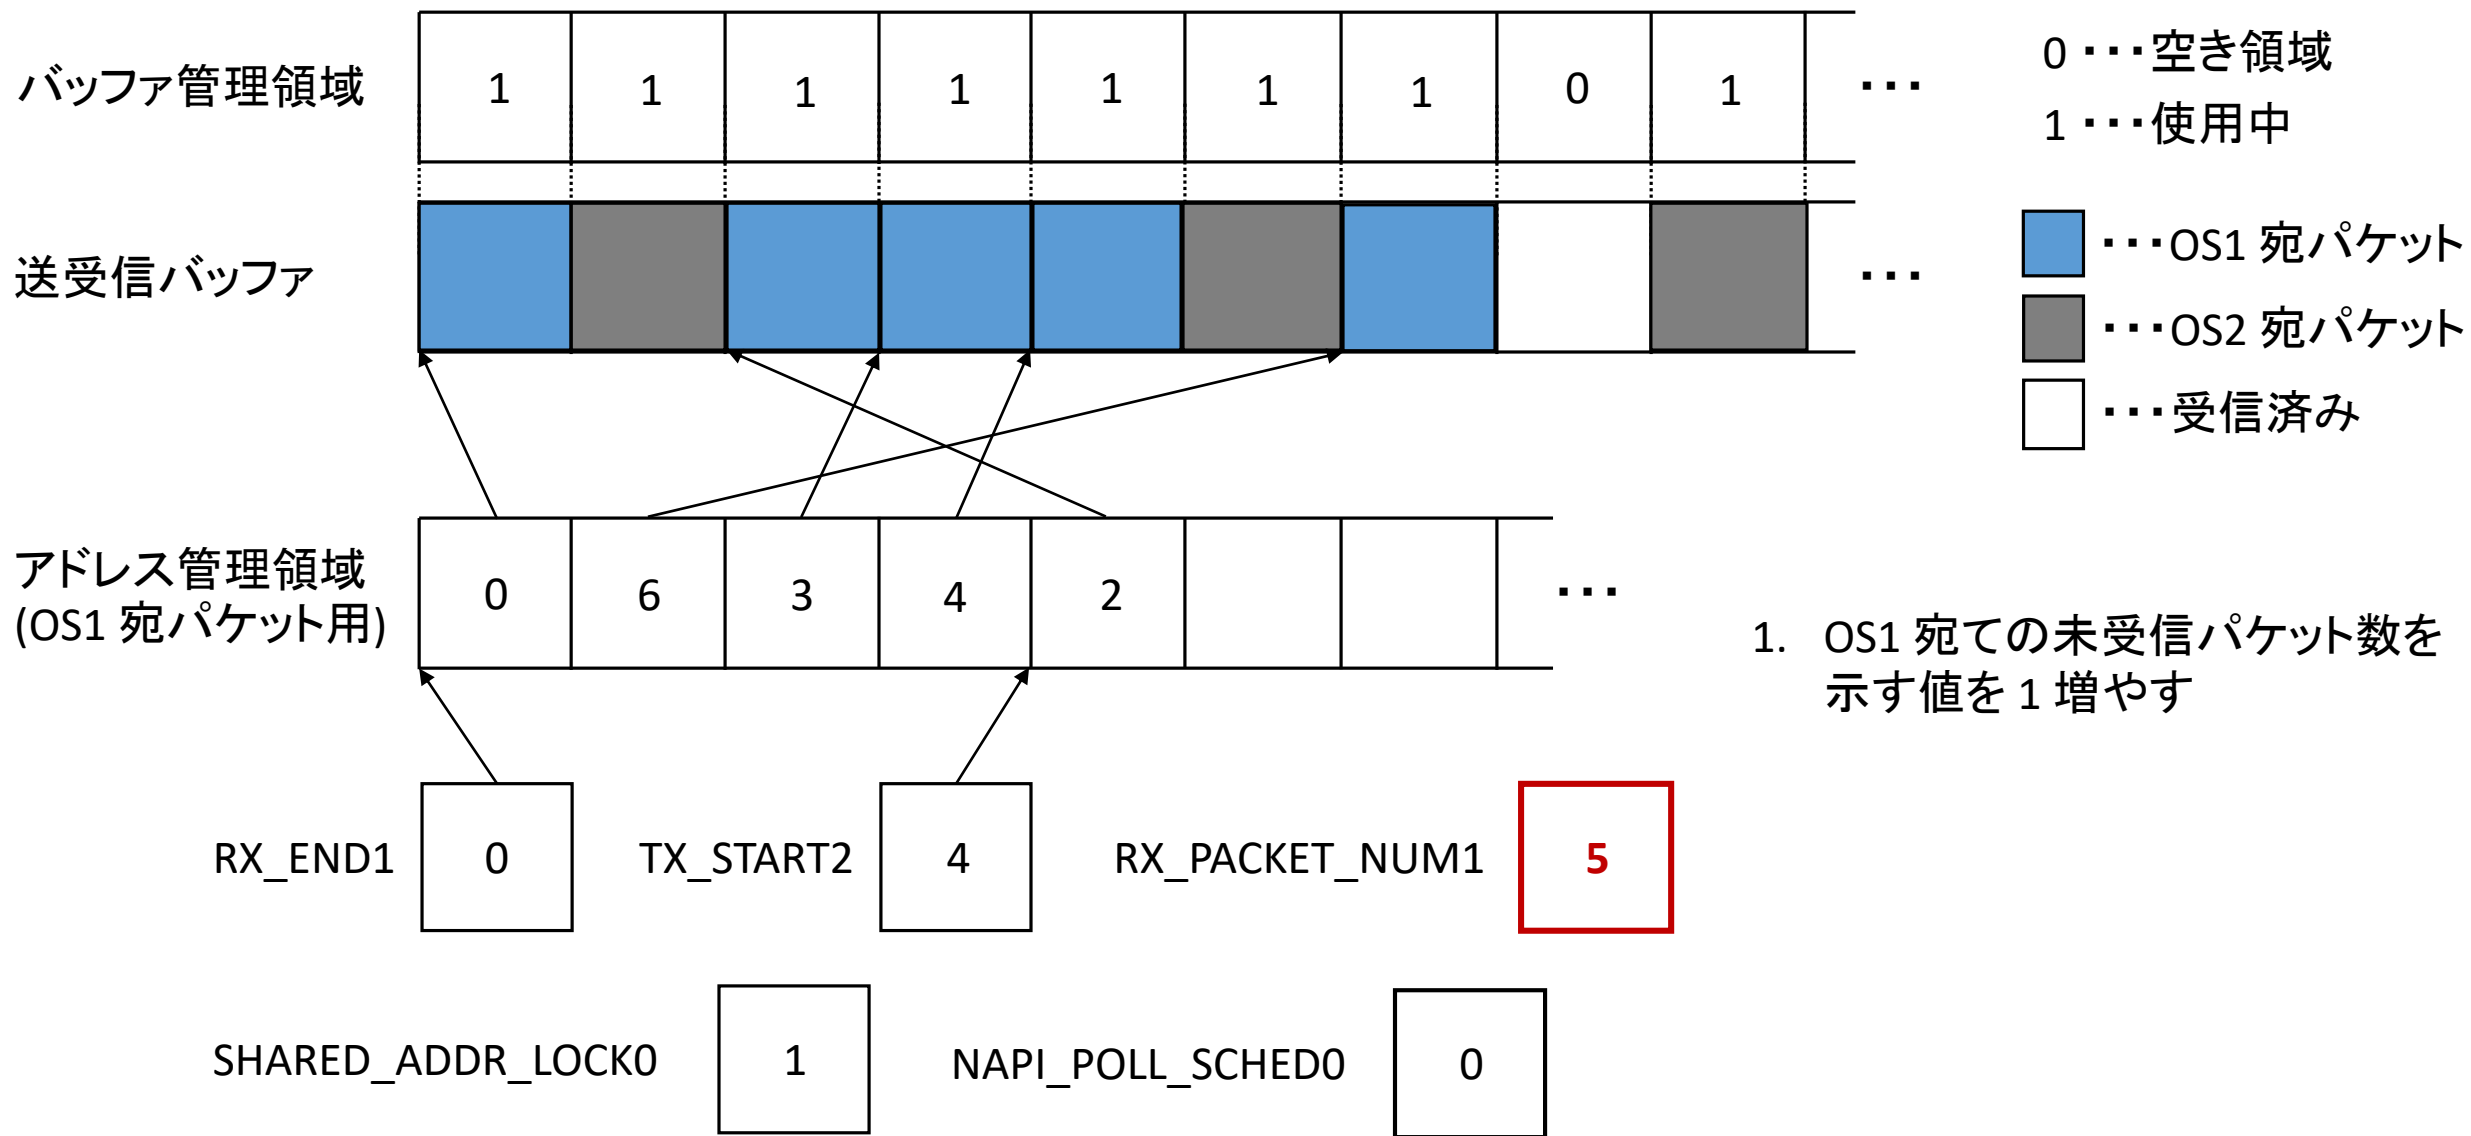 バッファ管理領域 1 1 1 1 1 1 1 0 1 ・・・
0 ・・・空き領域
1 ・・・使用中
送受信バッファ ・・・
・・・OS1 宛パケット
・・・OS2 宛パケット
・・・受信済み
アドレス管理領域
(OS1 宛パケット用)
0 6 3 4 2 ・・・
1. OS1 宛ての未受信パケット数を
示す値を 1 増やす
RX_END1 0 TX_START2 4 RX_PACKET_NUM1 5
SHARED_ADDR_LOCK0 1 NAPI_POLL_SCHED0 0